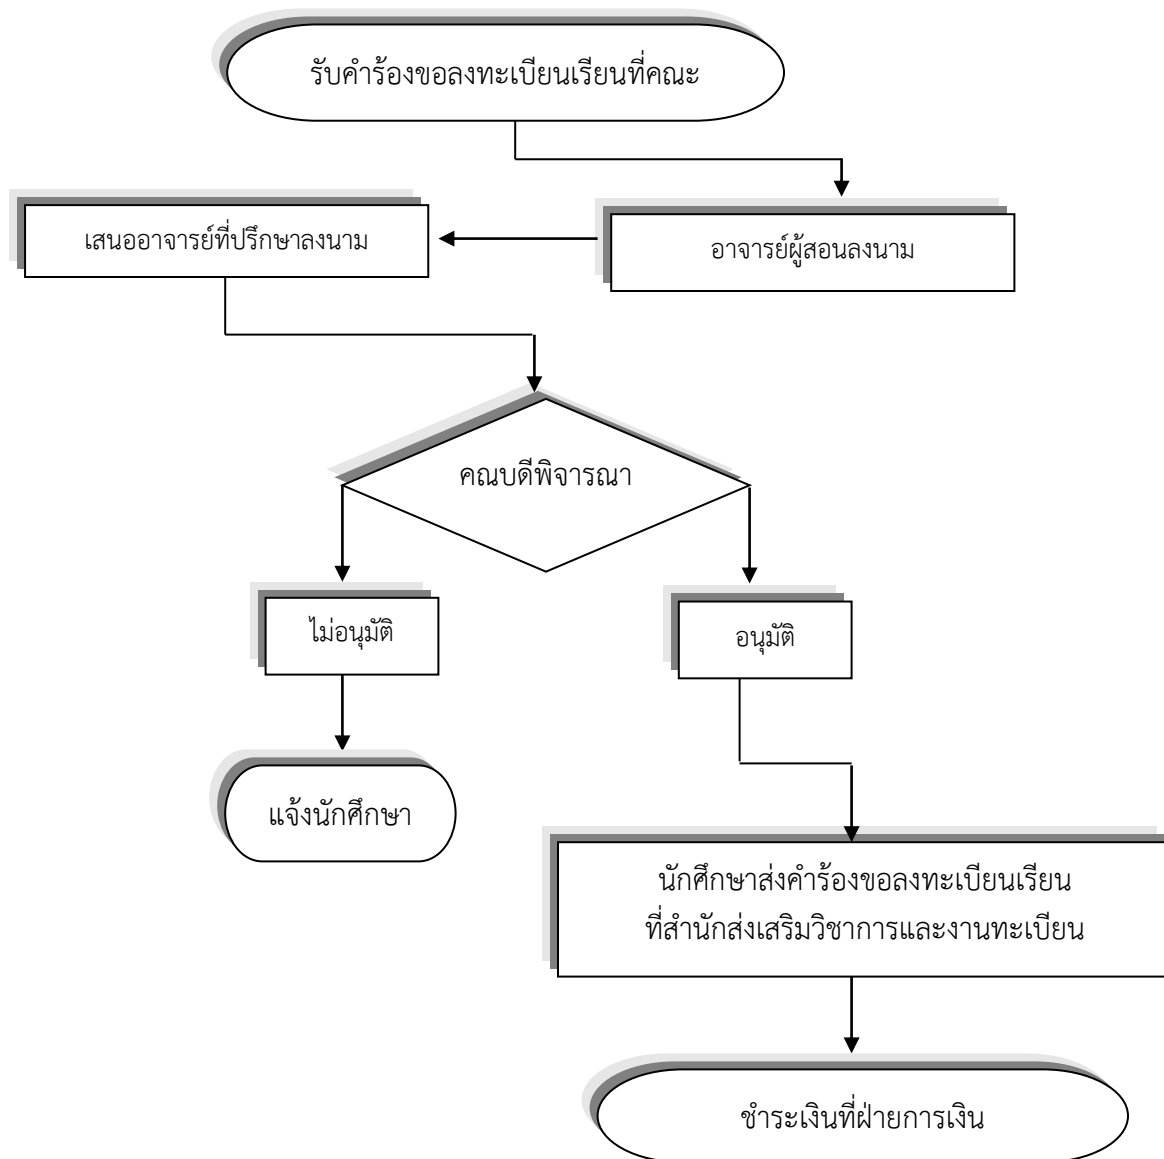 รับคำร้องขอลงทะเบียนเรียนที่คณะ
เสนออาจารย์ที่ปรึกษาลงนาม
อาจารย์ผู้สอนลงนาม
คณบดีพิจารณา
ไม่อนุมัติ
อนุมัติ
แจ้งนักศึกษา
นักศึกษาส่งคำร้องขอลงทะเบียนเรียน
ที่สำนักส่งเสริมวิชาการและงานทะเบียน
ชำระเงินที่ฝ่ายการเงิน